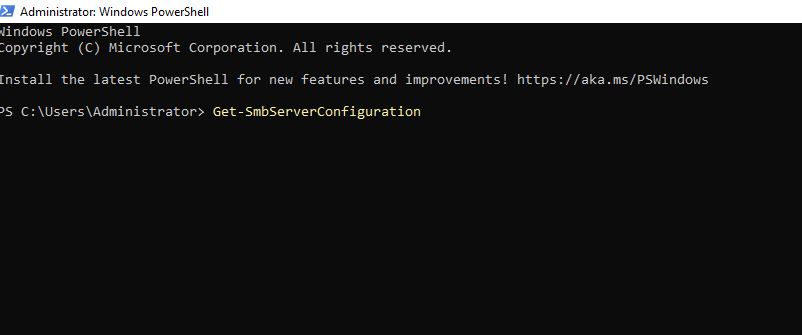 Administrator: Windows PowerShell
Windows PowerShell
Copyright (C) Microsoft Corporation. All rights reserved.
Install the latest PowerShell for new features and improvements! https://aka.ms/PSWindows
PS C:\Users\Administrator> Get-SmbServerConfiguration